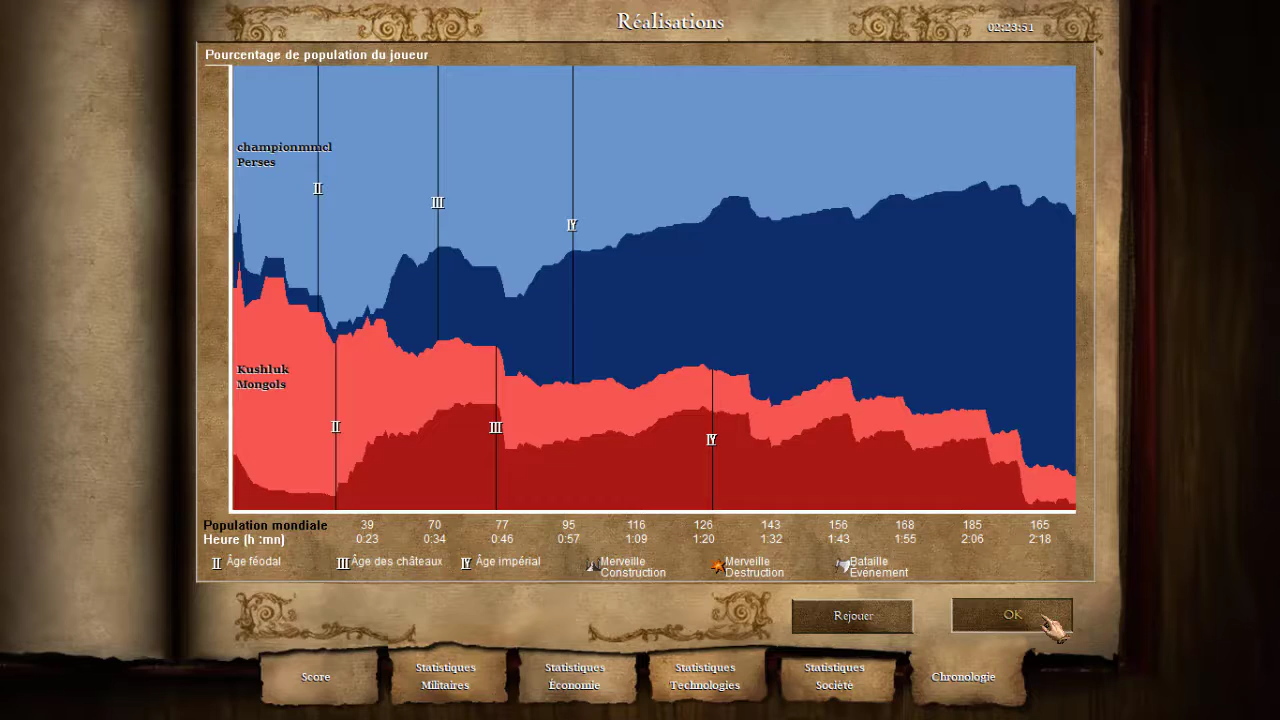 Réalisations
02:23:51
Pourcentage de population du joueur
championmmcl
Perses
II
III
IV
Kushluk
Mongols
II
III
IV
Population mondiale 39 70 77 95 116 126 143 156 168 185 165
Heure (h :mn) 0:23 0:34 0:46 0:57 1:09 1:20 1:32 1:43 1:55 2:06 2:18
II Âge féodal III Âge des châteaux IV Âge impérial Merveille Construction Merveille Destruction Bataille Evénement
Rejouer
OK
Score
Statistiques Militaires
Statistiques Économie
Statistiques Technologies
Statistiques Société
Chronologie